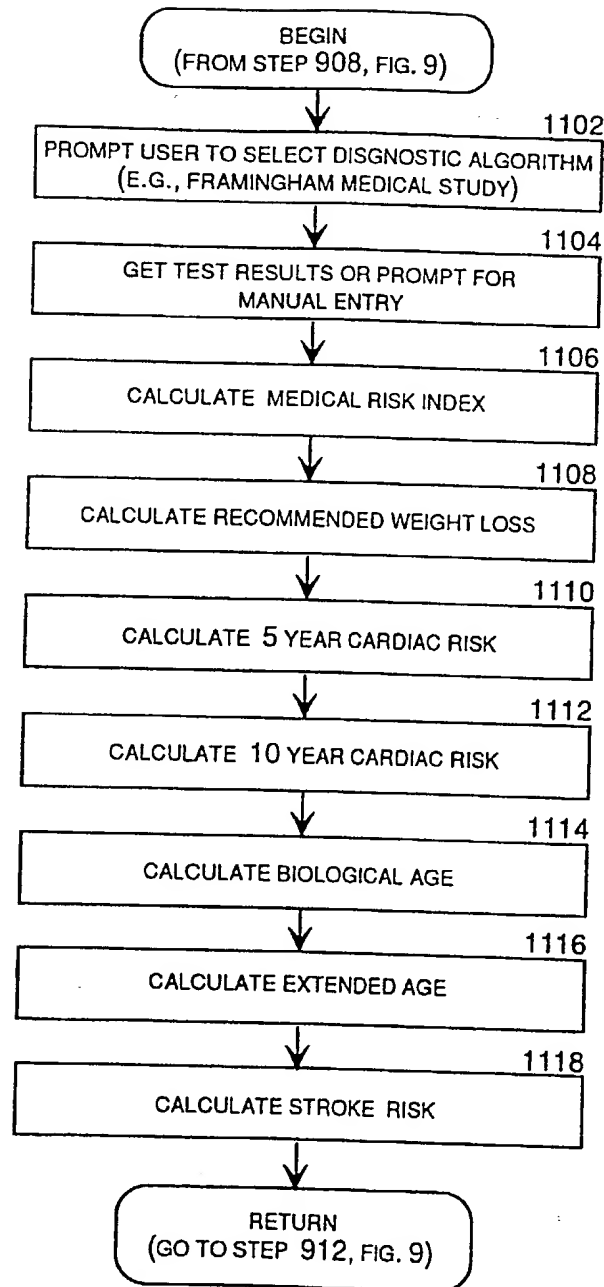 BEGIN
(FROM STEP 908, FIG. 9)
1102
PROMPT USER TO SELECT DISGNOSTIC ALGORITHM
(E.G., FRAMINGHAM MEDICAL STUDY)
1104
GET TEST RESULTS OR PROMPT FOR
MANUAL ENTRY
1106
CALCULATE MEDICAL RISK INDEX
1108
CALCULATE RECOMMENDED WEIGHT LOSS
1110
CALCULATE 5 YEAR CARDIAC RISK
1112
CALCULATE 10 YEAR CARDIAC RISK
1114
CALCULATE BIOLOGICAL AGE
1116
CALCULATE EXTENDED AGE
1118
CALCULATE STROKE RISK
RETURN
(GO TO STEP 912, FIG. 9)